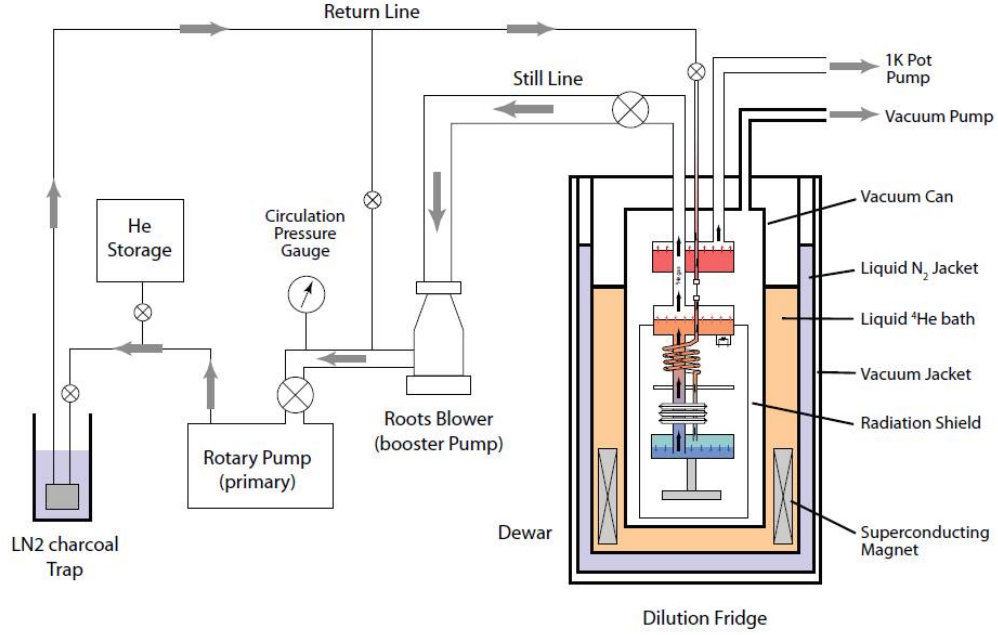 Return Line
1K Pot
Pump
Still Line
Vacuum Pump
Vacuum Can
He
Storage
Circulation
Pressure
Gauge
Liquid N₂ Jacket
Liquid ⁴He bath
Vacuum Jacket
Roots Blower
(booster Pump)
Radiation Shield
Rotary Pump
(primary)
LN2 charcoal
Trap
Dewar
Superconducting
Magnet
Dilution Fridge